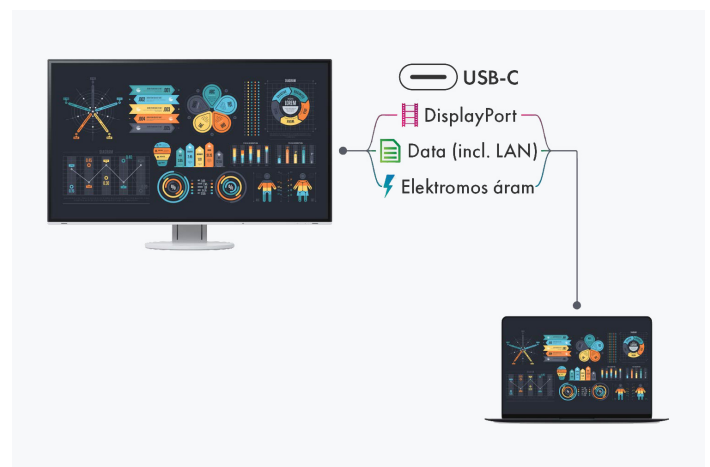 USB-C
DisplayPort
Data (incl. LAN)
Elektromos áram